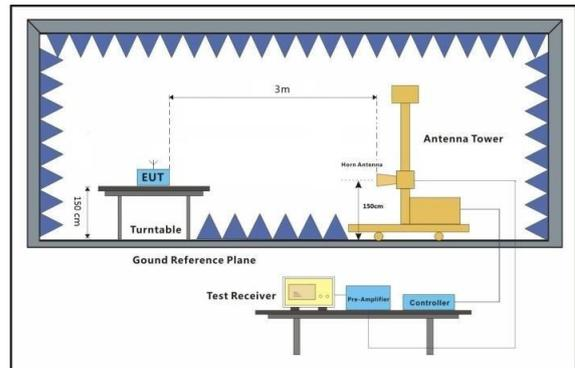 3m
Antenna Tower
Horn Antenna
EUT
150 cm
150cm
Turntable
Gound Reference Plane
Test Receiver
Pre-Amplifier
Controller